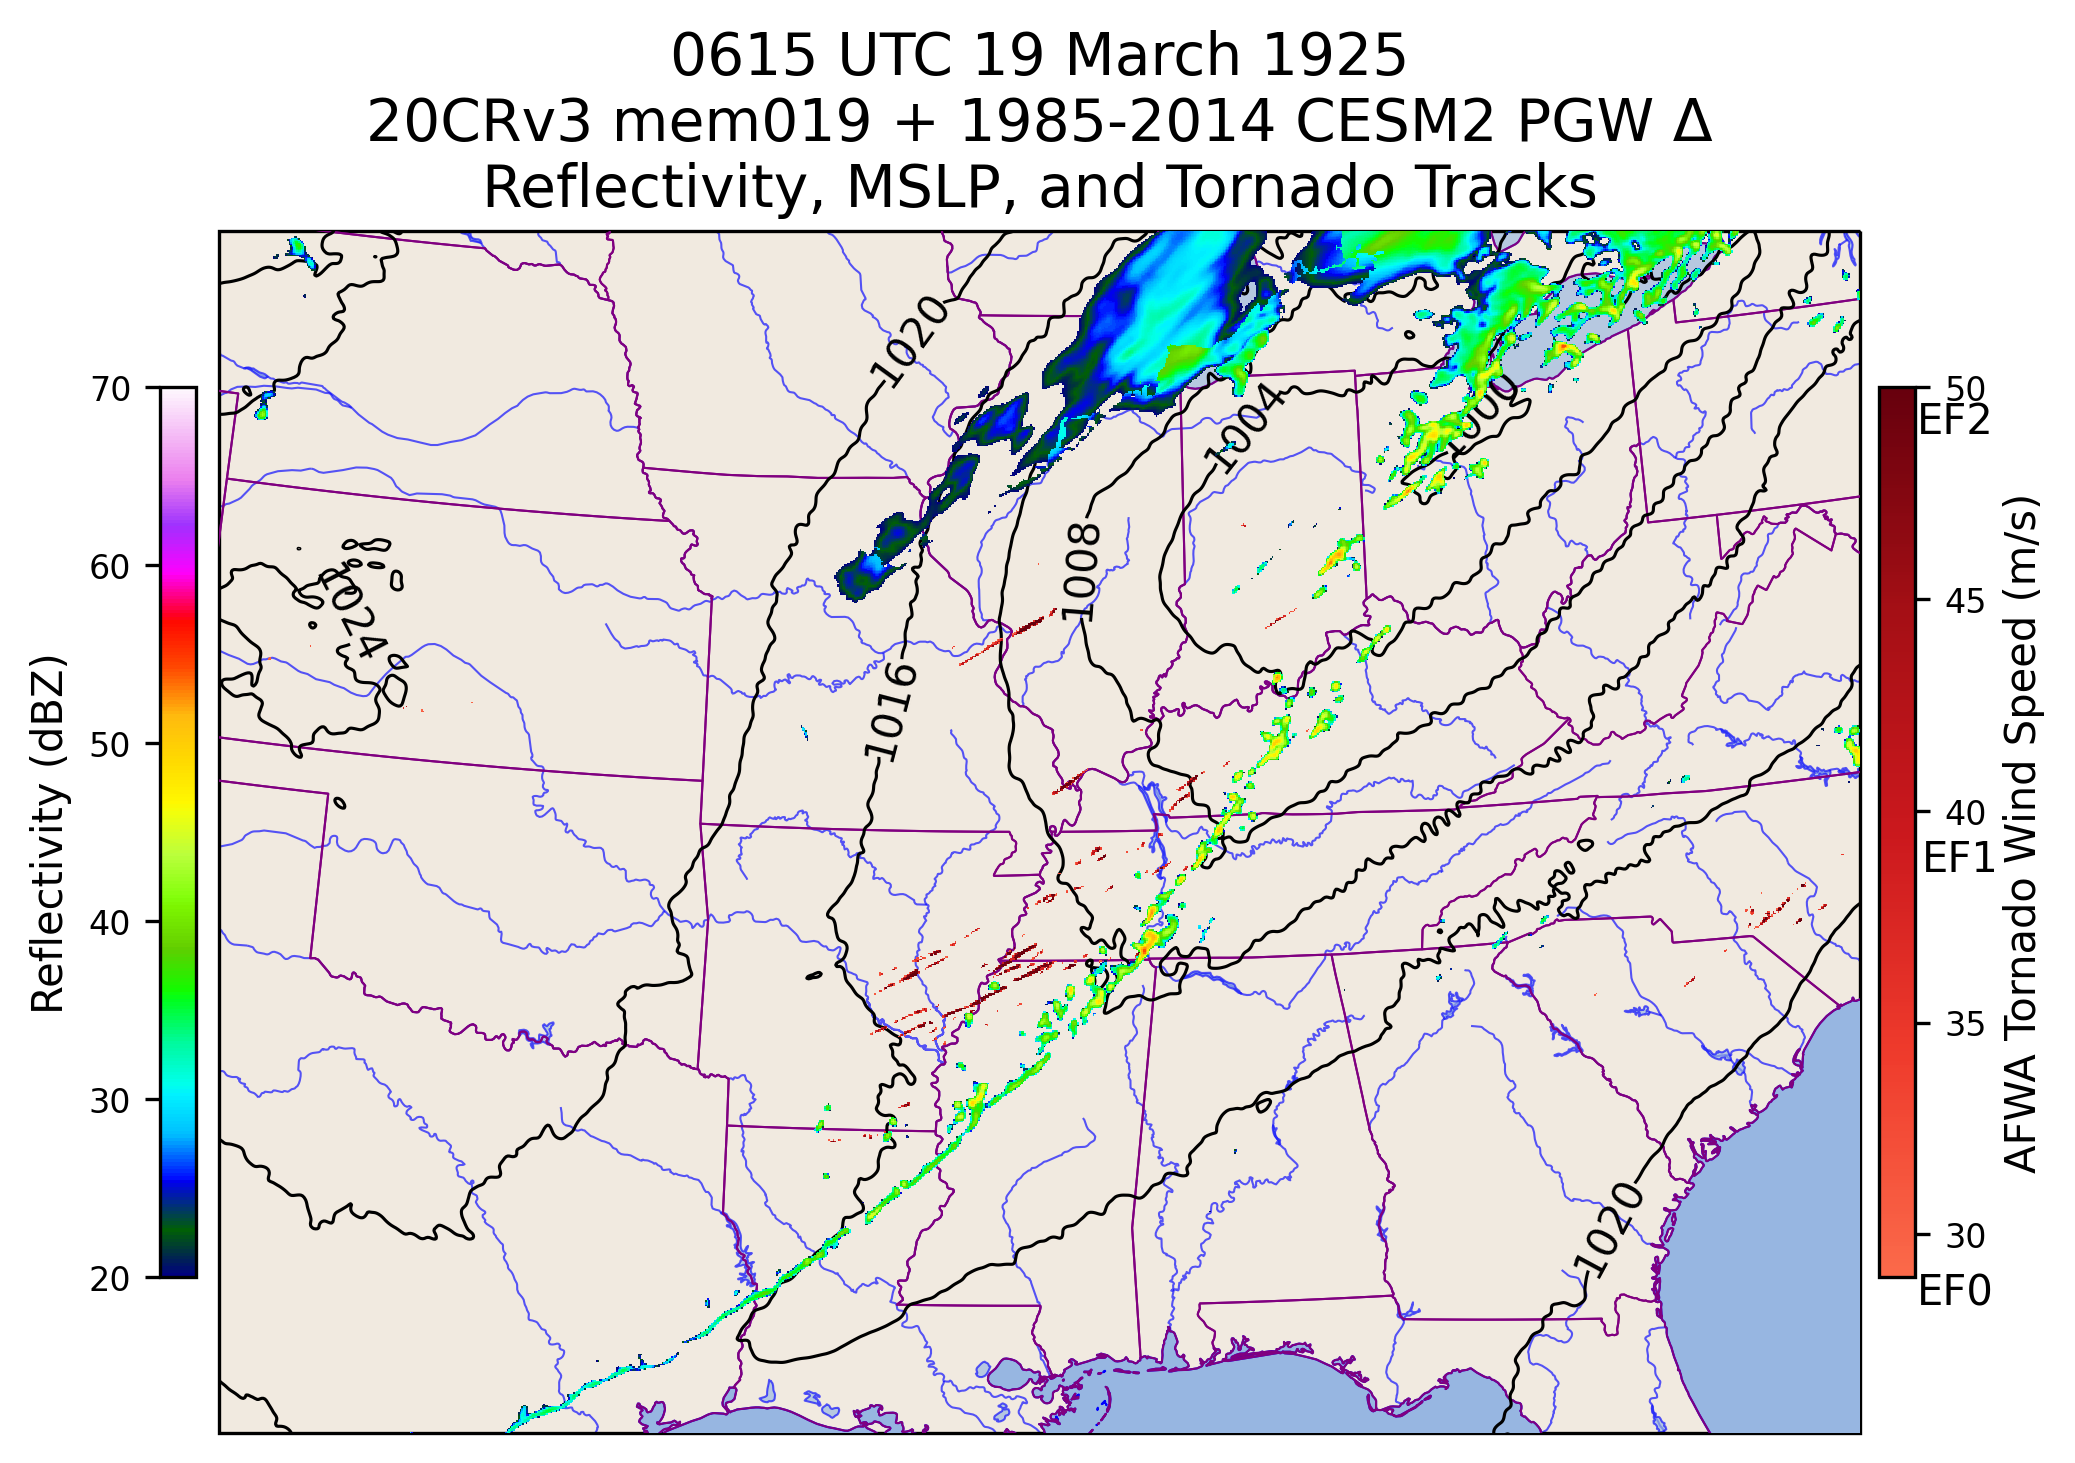 0615 UTC 19 March 1925
20CRv3 mem019 + 1985-2014 CESM2 PGW Δ
Reflectivity, MSLP, and Tornado Tracks
Reflectivity (dBZ)
70
60
50
40
30
20
1020
1004
1000
1008
1024
1016
1020
50
EF2
45
40
EF1
35
30
EF0
AFWA Tornado Wind Speed (m/s)